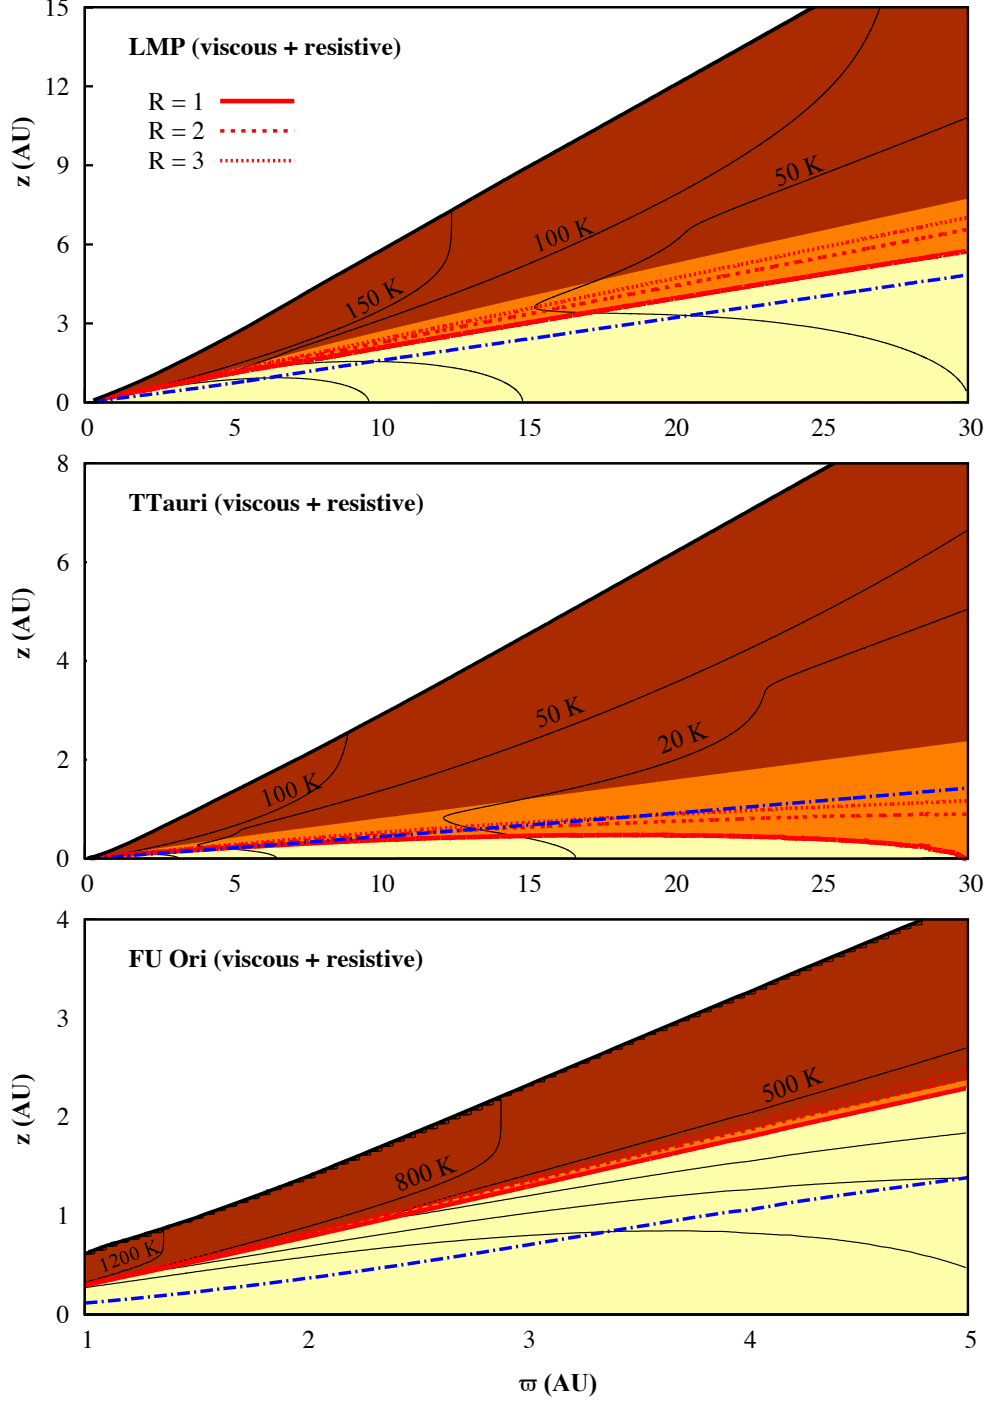 LMP (viscous + resistive)
R = 1
R = 2
R = 3
150 K
100 K
50 K
z (AU)
15
12
9
6
3
0
0 5 10 15 20 25 30
TTauri (viscous + resistive)
100 K
50 K
20 K
z (AU)
8
6
4
2
0
0 5 10 15 20 25 30
FU Ori (viscous + resistive)
1200 K
800 K
500 K
z (AU)
4
3
2
1
0
1 2 3 4 5
ϖ (AU)